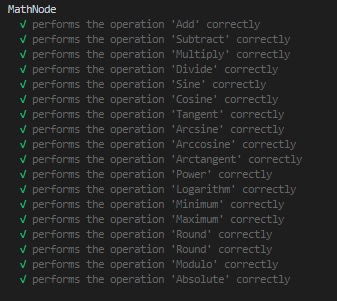 MathNode
√ performs the operation 'Add' correctly
√ performs the operation 'Subtract' correctly
√ performs the operation 'Multiply' correctly
√ performs the operation 'Divide' correctly
√ performs the operation 'Sine' correctly
√ performs the operation 'Cosine' correctly
√ performs the operation 'Tangent' correctly
√ performs the operation 'Arcsine' correctly
√ performs the operation 'Arccosine' correctly
√ performs the operation 'Arctangent' correctly
√ performs the operation 'Power' correctly
√ performs the operation 'Logarithm' correctly
√ performs the operation 'Minimum' correctly
√ performs the operation 'Maximum' correctly
√ performs the operation 'Round' correctly
√ performs the operation 'Round' correctly
√ performs the operation 'Modulo' correctly
√ performs the operation 'Absolute' correctly